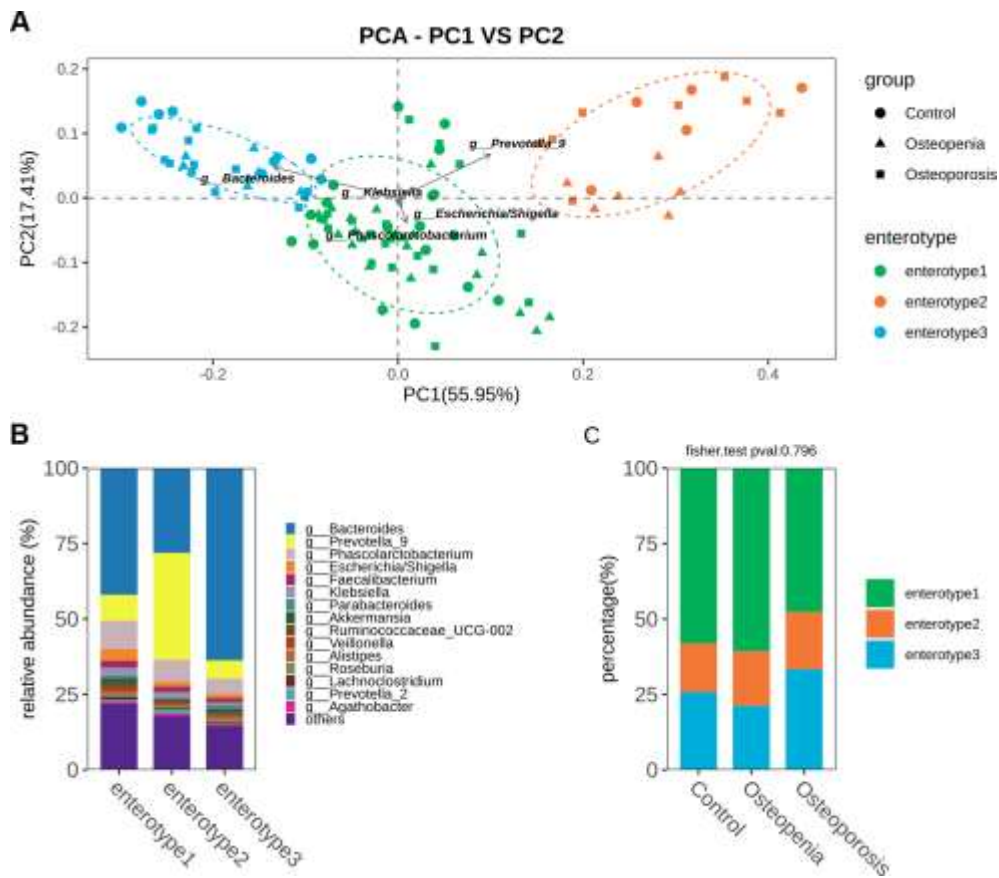 A
PCA - PC1 VS PC2
PC2(17.41%)
0.2
0.1
0.0
-0.1
-0.2
g__Prevotella_9
g__Bacteroides
g__Klebsiella
g__Escherichia/Shigella
g__Phascolarctobacterium
-0.2
0.0
0.2
0.4
PC1(55.95%)
group
Control
Osteopenia
Osteoporosis
enterotype
enterotype1
enterotype2
enterotype3
B
relative abundance (%)
100
75
50
25
0
enterotype1
enterotype2
enterotype3
g__Bacteroides
g__Prevotella_9
g__Phascolarctobacterium
g__Escherichia/Shigella
g__Faecalibacterium
g__Klebsiella
g__Parabacteroides
g__Akkermansia
g__Ruminococcaceae_UCG-002
g__Veillonella
g__Alistipes
g__Roseburia
g__Lachnoclostridium
g__Prevotella_2
g__Agathobacter
others
C
fisher.test pval:0.796
percentage(%)
100
75
50
25
0
Control
Osteopenia
Osteoporosis
enterotype1
enterotype2
enterotype3